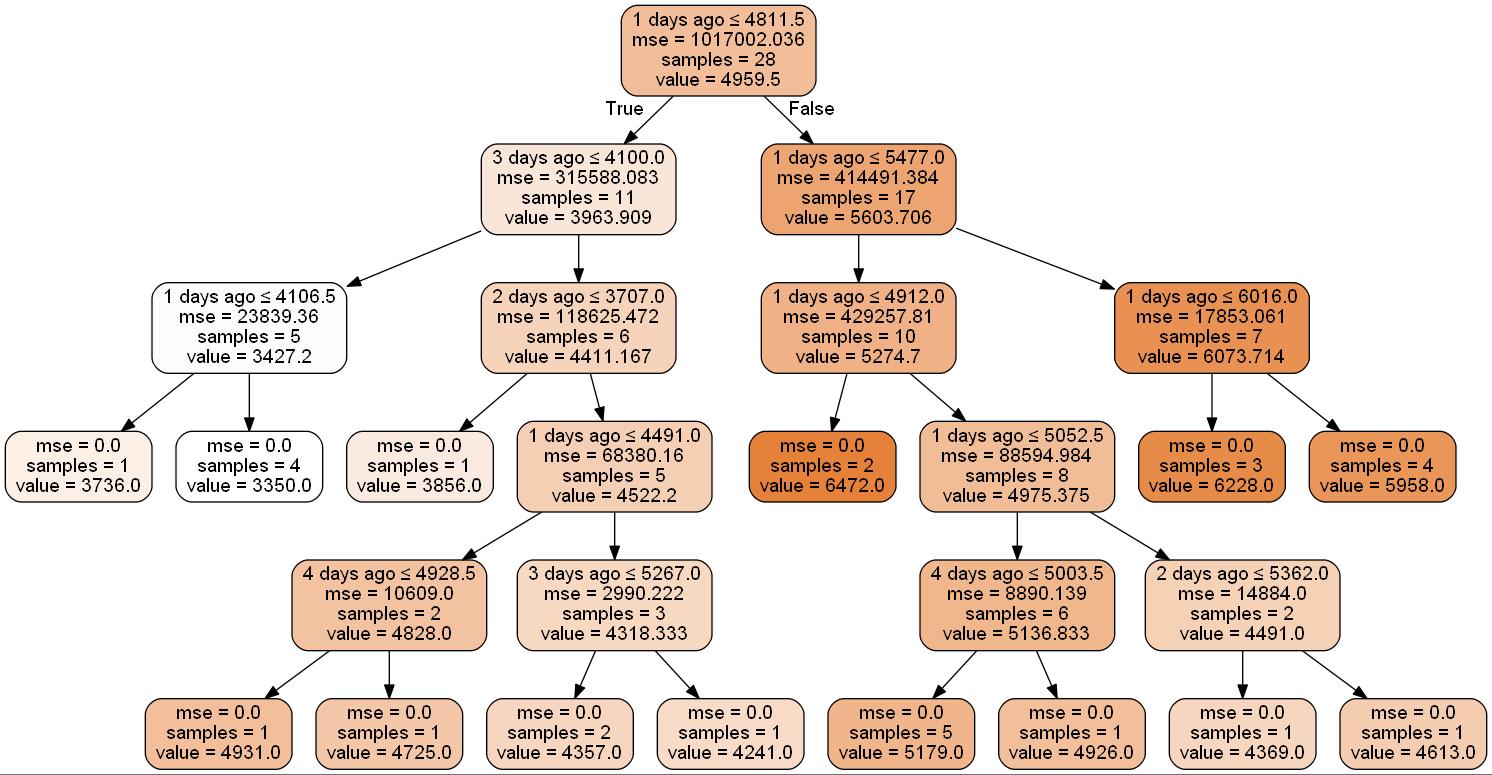 1 days ago ≤ 4811.5
mse = 1017002.036
samples = 28
value = 4959.5
True
False
3 days ago ≤ 4100.0
mse = 315588.083
samples = 11
value = 3963.909
1 days ago ≤ 5477.0
mse = 414491.384
samples = 17
value = 5603.706
1 days ago ≤ 4106.5
mse = 23839.36
samples = 5
value = 3427.2
2 days ago ≤ 3707.0
mse = 118625.472
samples = 6
value = 4411.167
1 days ago ≤ 4912.0
mse = 429257.81
samples = 10
value = 5274.7
1 days ago ≤ 6016.0
mse = 17853.061
samples = 7
value = 6073.714
mse = 0.0
samples = 1
value = 3736.0
mse = 0.0
samples = 4
value = 3350.0
mse = 0.0
samples = 1
value = 3856.0
1 days ago ≤ 4491.0
mse = 68380.16
samples = 5
value = 4522.2
mse = 0.0
samples = 2
value = 6472.0
1 days ago ≤ 5052.5
mse = 88594.984
samples = 8
value = 4975.375
mse = 0.0
samples = 3
value = 6228.0
mse = 0.0
samples = 4
value = 5958.0
4 days ago ≤ 4928.5
mse = 10609.0
samples = 2
value = 4828.0
3 days ago ≤ 5267.0
mse = 2990.222
samples = 3
value = 4318.333
4 days ago ≤ 5003.5
mse = 8890.139
samples = 6
value = 5136.833
2 days ago ≤ 5362.0
mse = 14884.0
samples = 2
value = 4491.0
mse = 0.0
samples = 1
value = 4931.0
mse = 0.0
samples = 1
value = 4725.0
mse = 0.0
samples = 2
value = 4357.0
mse = 0.0
samples = 1
value = 4241.0
mse = 0.0
samples = 5
value = 5179.0
mse = 0.0
samples = 1
value = 4926.0
mse = 0.0
samples = 1
value = 4369.0
mse = 0.0
samples = 1
value = 4613.0